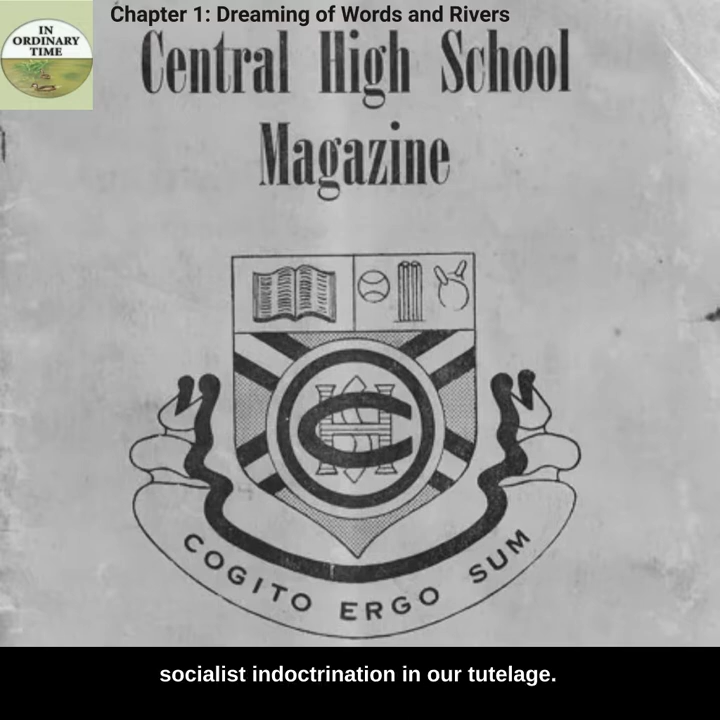 Chapter 1: Dreaming of Words and Rivers
IN
ORDINARY
TIME
Central High School
Magazine
CHS
COGITO ERGO SUM
socialist indoctrination in our tutelage.